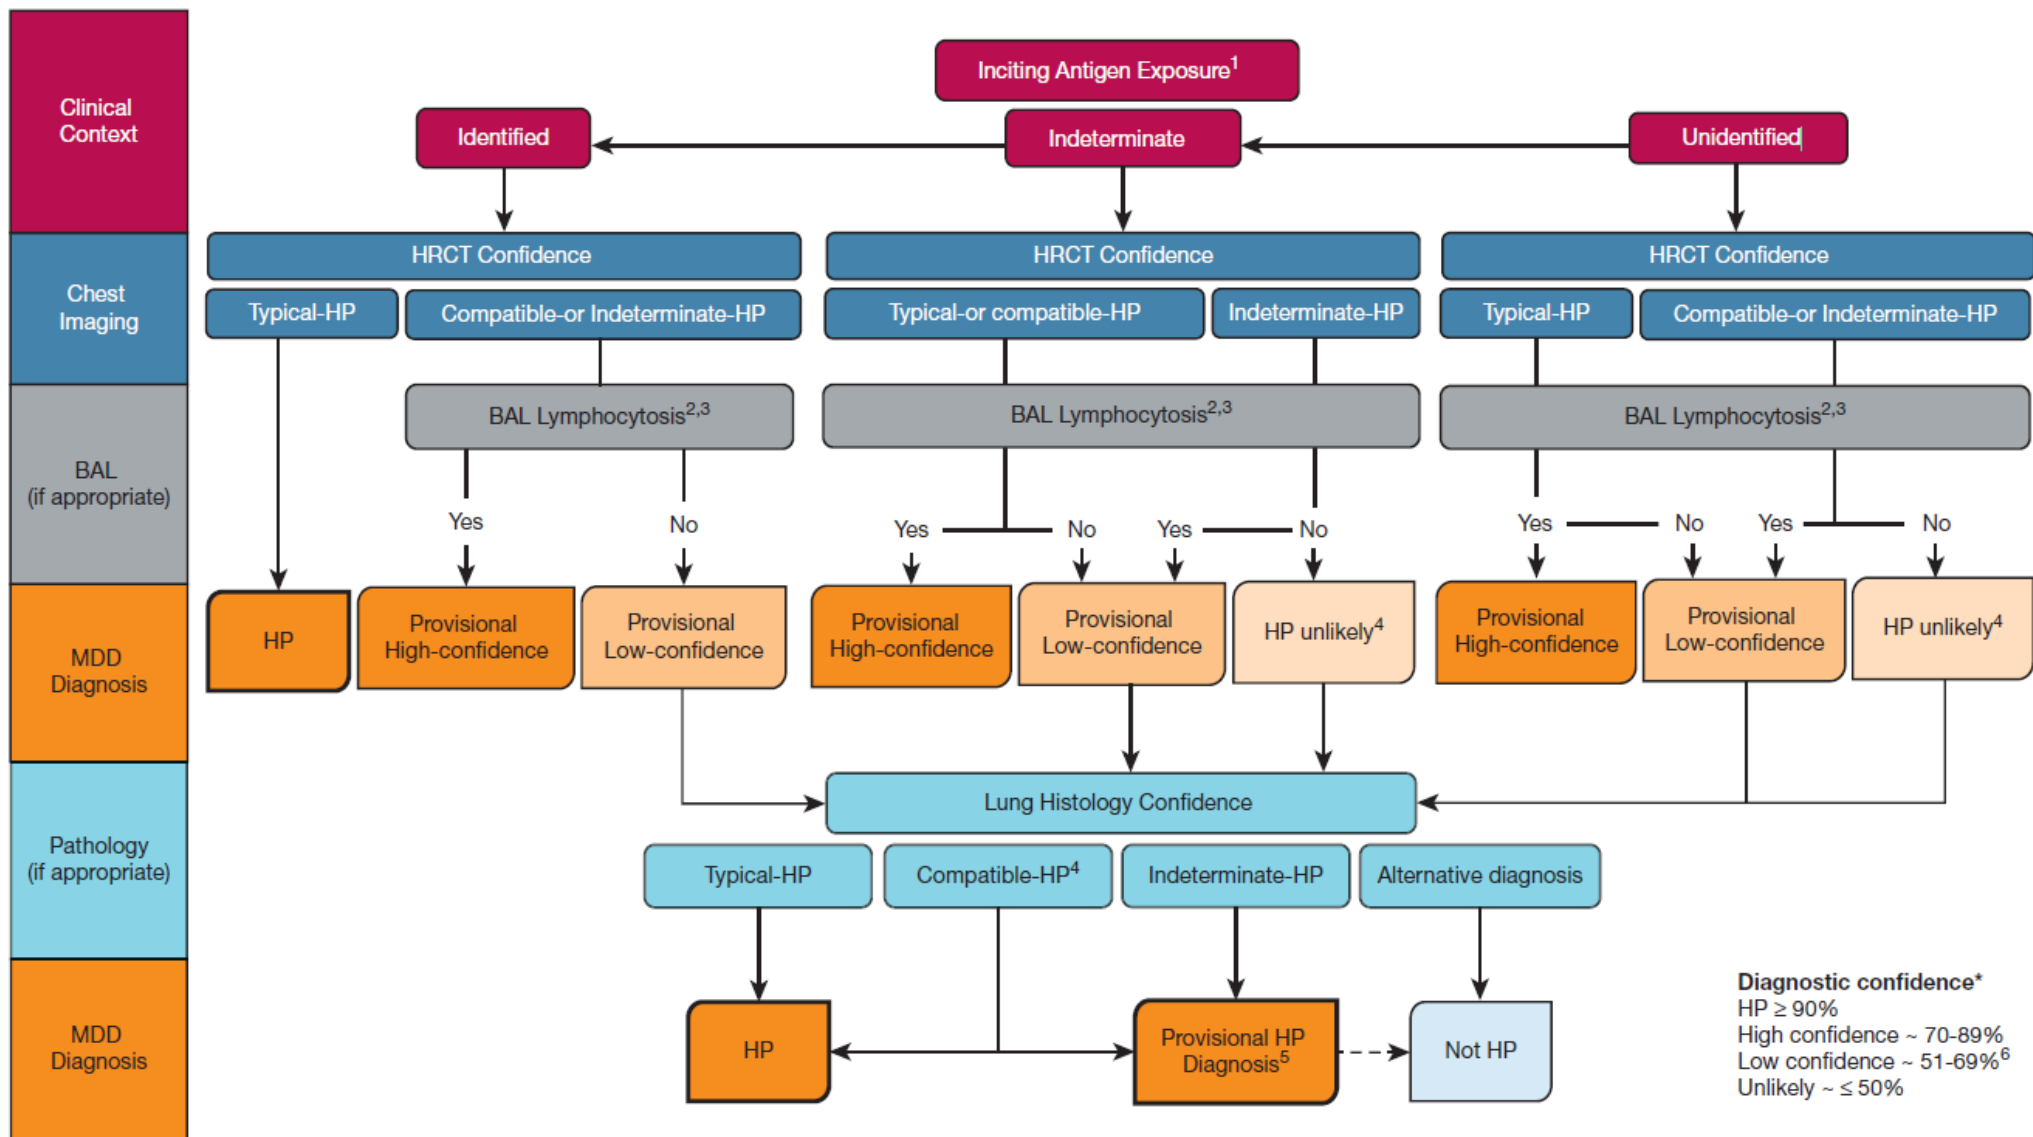 Clinical
Context
Inciting Antigen Exposure1
Identified
Indeterminate
Unidentified
Chest
Imaging
HRCT Confidence
HRCT Confidence
HRCT Confidence
Typical-HP
Compatible-or Indeterminate-HP
Typical-or compatible-HP
Indeterminate-HP
Typical-HP
Compatible-or Indeterminate-HP
BAL
(if appropriate)
BAL Lymphocytosis2,3
BAL Lymphocytosis2,3
BAL Lymphocytosis2,3
Yes
No
Yes
No
Yes
No
Yes
No
Yes
No
MDD
Diagnosis
HP
Provisional
High-confidence
Provisional
Low-confidence
Provisional
High-confidence
Provisional
Low-confidence
HP unlikely4
Provisional
High-confidence
Provisional
Low-confidence
HP unlikely4
Pathology
(if appropriate)
Lung Histology Confidence
Typical-HP
Compatible-HP4
Indeterminate-HP
Alternative diagnosis
MDD
Diagnosis
HP
Provisional HP
Diagnosis5
Not HP
Diagnostic confidence*
HP ≥ 90%
High confidence ~ 70-89%
Low confidence ~ 51-69%6
Unlikely ~ ≤ 50%